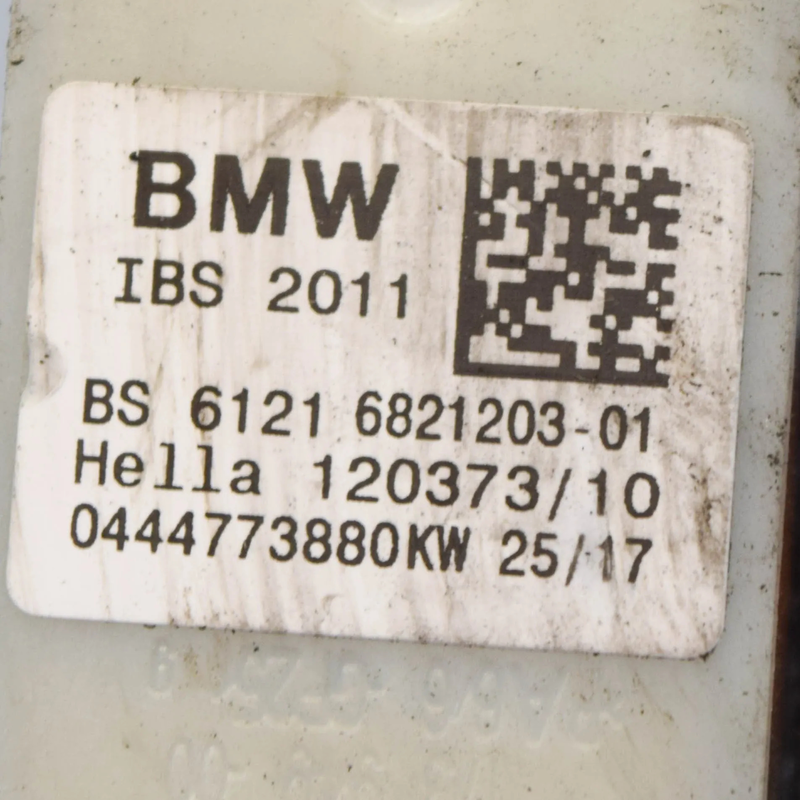 BMW
IBS 2011
BS 6121 6821203-01
Hella 120373/10
0444773880KW 25/17